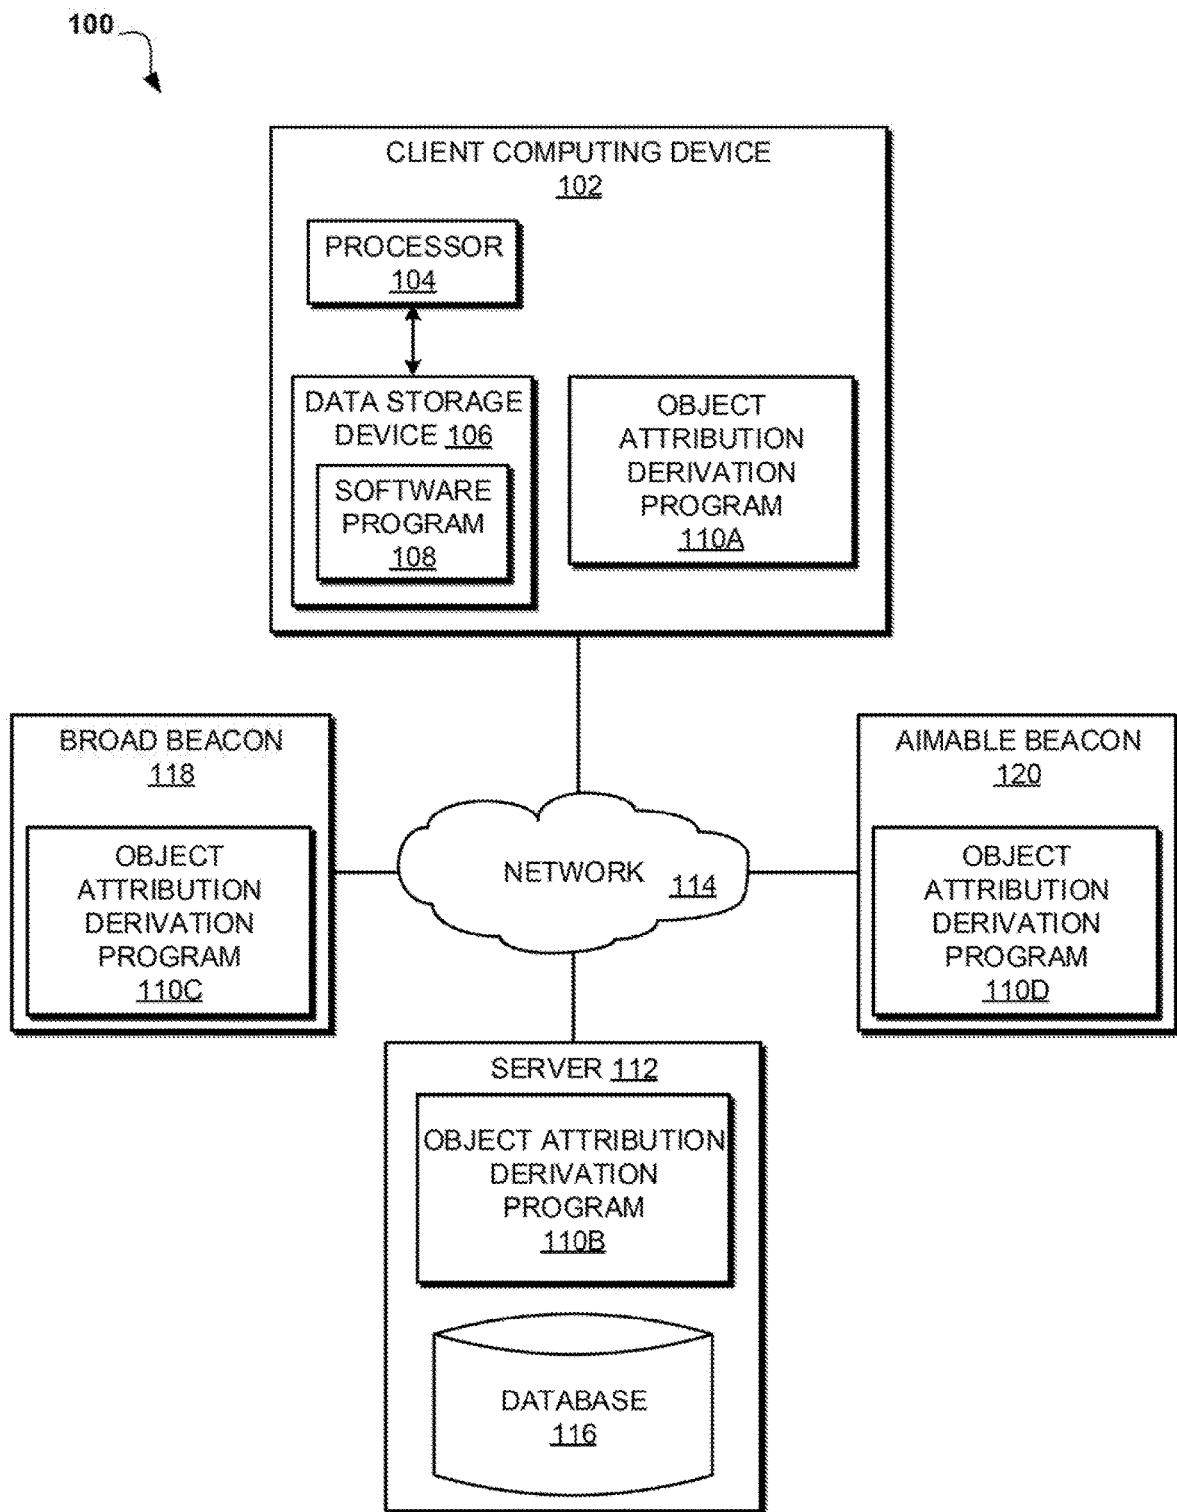 100
CLIENT COMPUTING DEVICE
102
PROCESSOR
104
DATA STORAGE
DEVICE 106
SOFTWARE
PROGRAM
108
OBJECT
ATTRIBUTION
DERIVATION
PROGRAM
110A
BROAD BEACON
118
OBJECT
ATTRIBUTION
DERIVATION
PROGRAM
110C
NETWORK 114
AIMABLE BEACON
120
OBJECT
ATTRIBUTION
DERIVATION
PROGRAM
110D
SERVER 112
OBJECT ATTRIBUTION
DERIVATION
PROGRAM
110B
DATABASE
116